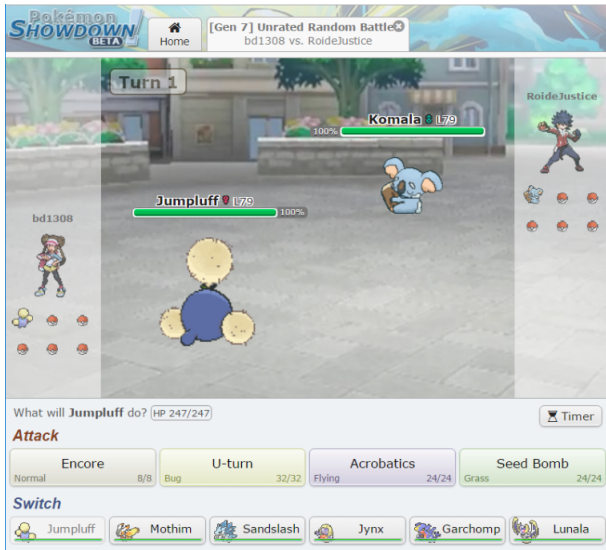 Pokémon
SHOWDOWN!
BETA
Home
[Gen 7] Unrated Random Battle
bd1308 vs. RoideJustice
Turn 1
RoideJustice
Komala L79
100%
bd1308
Jumpluff L79
100%
What will Jumpluff do? HP 247/247
Timer
Attack
Encore
Normal 8/8
U-turn
Bug 32/32
Acrobatics
Flying 24/24
Seed Bomb
Grass 24/24
Switch
Jumpluff
Mothim
Sandslash
Jynx
Garchomp
Lunala